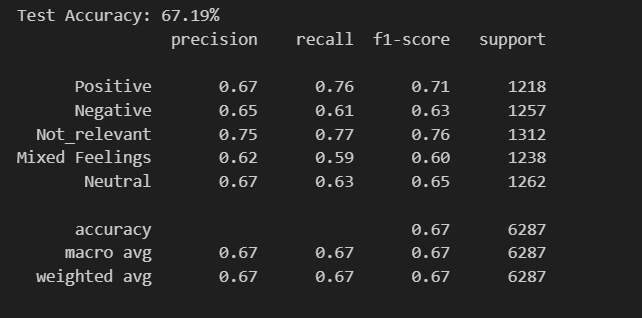 Test Accuracy: 67.19%
precision recall f1-score support
Positive 0.67 0.76 0.71 1218
Negative 0.65 0.61 0.63 1257
Not_relevant 0.75 0.77 0.76 1312
Mixed Feelings 0.62 0.59 0.60 1238
Neutral 0.67 0.63 0.65 1262
accuracy 0.67 6287
macro avg 0.67 0.67 0.67 6287
weighted avg 0.67 0.67 0.67 6287